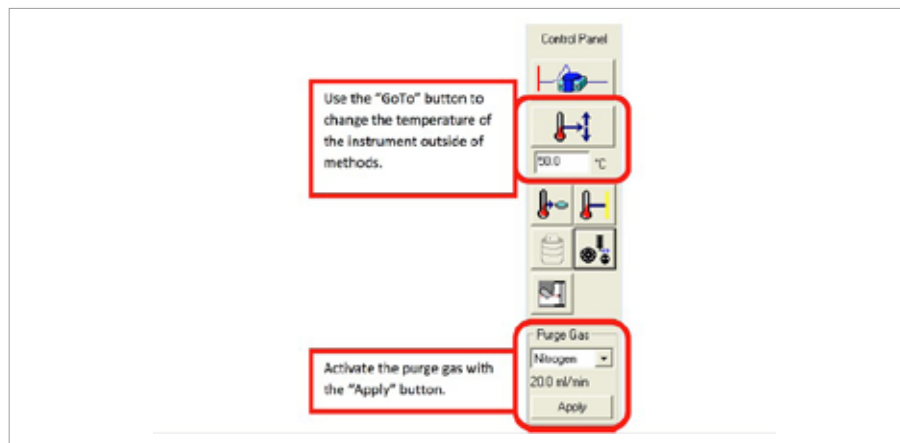 Control Panel
Use the "GoTo" button to
change the temperature of
the instrument outside of
methods.
50.0 °C
Purge Gas
Nitrogen
20.0 ml/min
Activate the purge gas with
the "Apply" button.
Apply